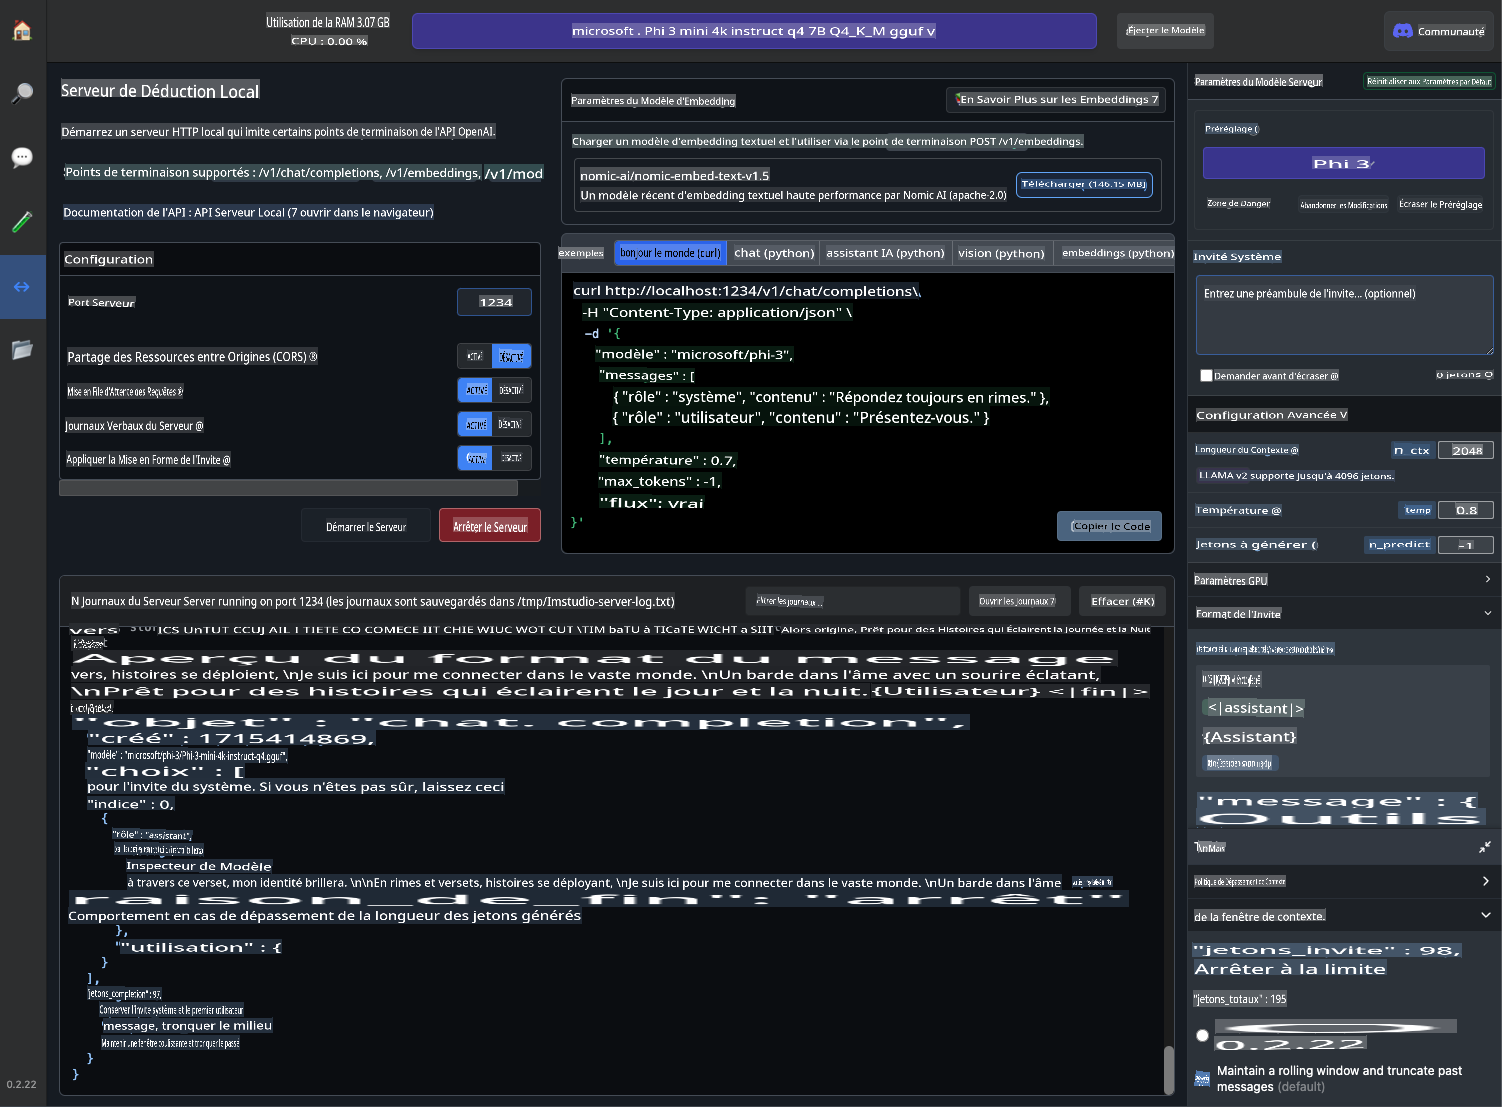 Utilisation de la RAM 3.07 GB
CPU : 0.00 %
microsoft . Phi 3 mini 4k instruct q4 7B Q4_K_M gguf v
Éjecter le Modèle
Communauté
Serveur de Déduction Local
Démarrez un serveur HTTP local qui imite certains points de terminaison de l'API OpenAI.
Points de terminaison supportés : /v1/chat/completions, /v1/embeddings, /v1/mod
Documentation de l'API : API Serveur Local (7 ouvrir dans le navigateur)
Configuration
Port Serveur
1234
Partage des Ressources entre Origines (CORS) ®
ACTIVÉ DÉSACTIVÉ
Mise en File d'Attente des Requêtes ®
ACTIVÉ DÉSACTIVÉ
Journaux Verbaux du Serveur @
ACTIVÉ DÉSACTIVÉ
Appliquer la Mise en Forme de l'Invite @
Démarrer le Serveur
Arrêter le Serveur
Paramètres du Modèle d'Embedding
En Savoir Plus sur les Embeddings 7
Charger un modèle d'embedding textuel et l'utiliser via le point de terminaison POST /v1/embeddings.
nomic-ai/nomic-embed-text-v1.5
Un modèle récent d'embedding textuel haute performance par Nomic AI (apache-2.0)
Télécharger (146.15 MB)
exemples
bonjour le monde (curl)
chat (python)
assistant IA (python)
vision (python)
embeddings (python)
curl http://localhost:1234/v1/chat/completions\
-H "Content-Type: application/json" \
-d '{
"modèle" : "microsoft/phi-3",
"messages" : [
{ "rôle" : "système", "contenu" : "Répondez toujours en rimes." },
{ "rôle" : "utilisateur", "contenu" : "Présentez-vous." }
],
"température" : 0.7,
"max_tokens" : -1,
"flux": vrai
}'
Copier le Code
N Journaux du Serveur Server running on port 1234 (les journaux sont sauvegardés dans /tmp/lmstudio-server-log.txt)
Filtrer les journaux...
Ouvrir les Journaux 7
Effacer (#K)
Alors origine, Prêt pour des Histoires qui Éclairent la Journée et la Nuit
Aperçu du format du message
vers, histoires se déploient, \nJe suis ici pour me connecter dans le vaste monde. \nUn barde dans l'âme avec un sourire éclatant,
\nPrêt pour des histoires qui éclairent le jour et la nuit.{Utilisateur} <|fin|>
"objet" : "chat. completion",
"créé" : 1715414869,
"modèle" : "microsoft/phi-3/Phi-3-mini-4k-instruct-q4.gguf",
"choix" : [
pour l'invite du système. Si vous n'êtes pas sûr, laissez ceci
"indice" : 0,
{
"rôle" : "assistant",
Inspecteur de Modèle
à travers ce verset, mon identité brillera. \n\nEn rimes et versets, histoires se déployant, \nJe suis ici pour me connecter dans le vaste monde. \nUn barde dans l'âme
raison_de_fin": "arrêt"
Comportement en cas de dépassement de la longueur des jetons générés
},
"utilisation" : {
}
],
"jetons_completion" : 97,
Conserver l'invite système et le premier utilisateur
'message, tronquer le milieu
Maintenir une fenêtre coulissante et tronquer le passé
}
}
0.2.22
Paramètres du Modèle Serveur
Réinitialiser aux Paramètres par Défaut
Préréglage (
Phi 3
Zone de Danger
Abandonner les Modifications
Écraser le Préréglage
Invité Système
Entrez une préambule de l'invite... (optionnel)
Demander avant d'écraser @
0 jetons
Configuration Avancée V
Longueur du Contexte @
n_ctx
2048
LLAMA v2 supporte jusqu'à 4096 jetons.
Température @
temp
0.8
Jetons à générer (
n_predict
-1
Paramètres GPU
Format de l'Invite
<|assistant|>
{Assistant}
"message" : {
Outils
Politique de Dépassement de Contexte
de la fenêtre de contexte.
"jetons_invite" : 98,
Arrêter à la limite
"jetons_totaux" : 195
0.2.22
Maintain a rolling window and truncate past
messages (default)